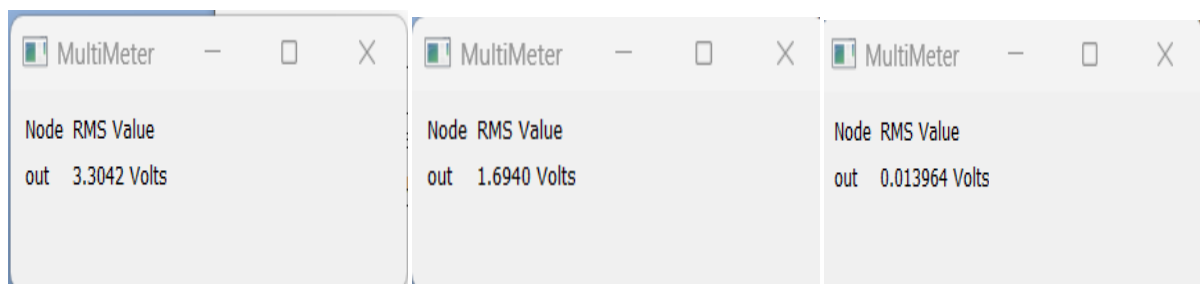 MultiMeter
Node RMS Value
out 3.3042 Volts
MultiMeter
Node RMS Value
out 1.6940 Volts
MultiMeter
Node RMS Value
out 0.013964 Volts